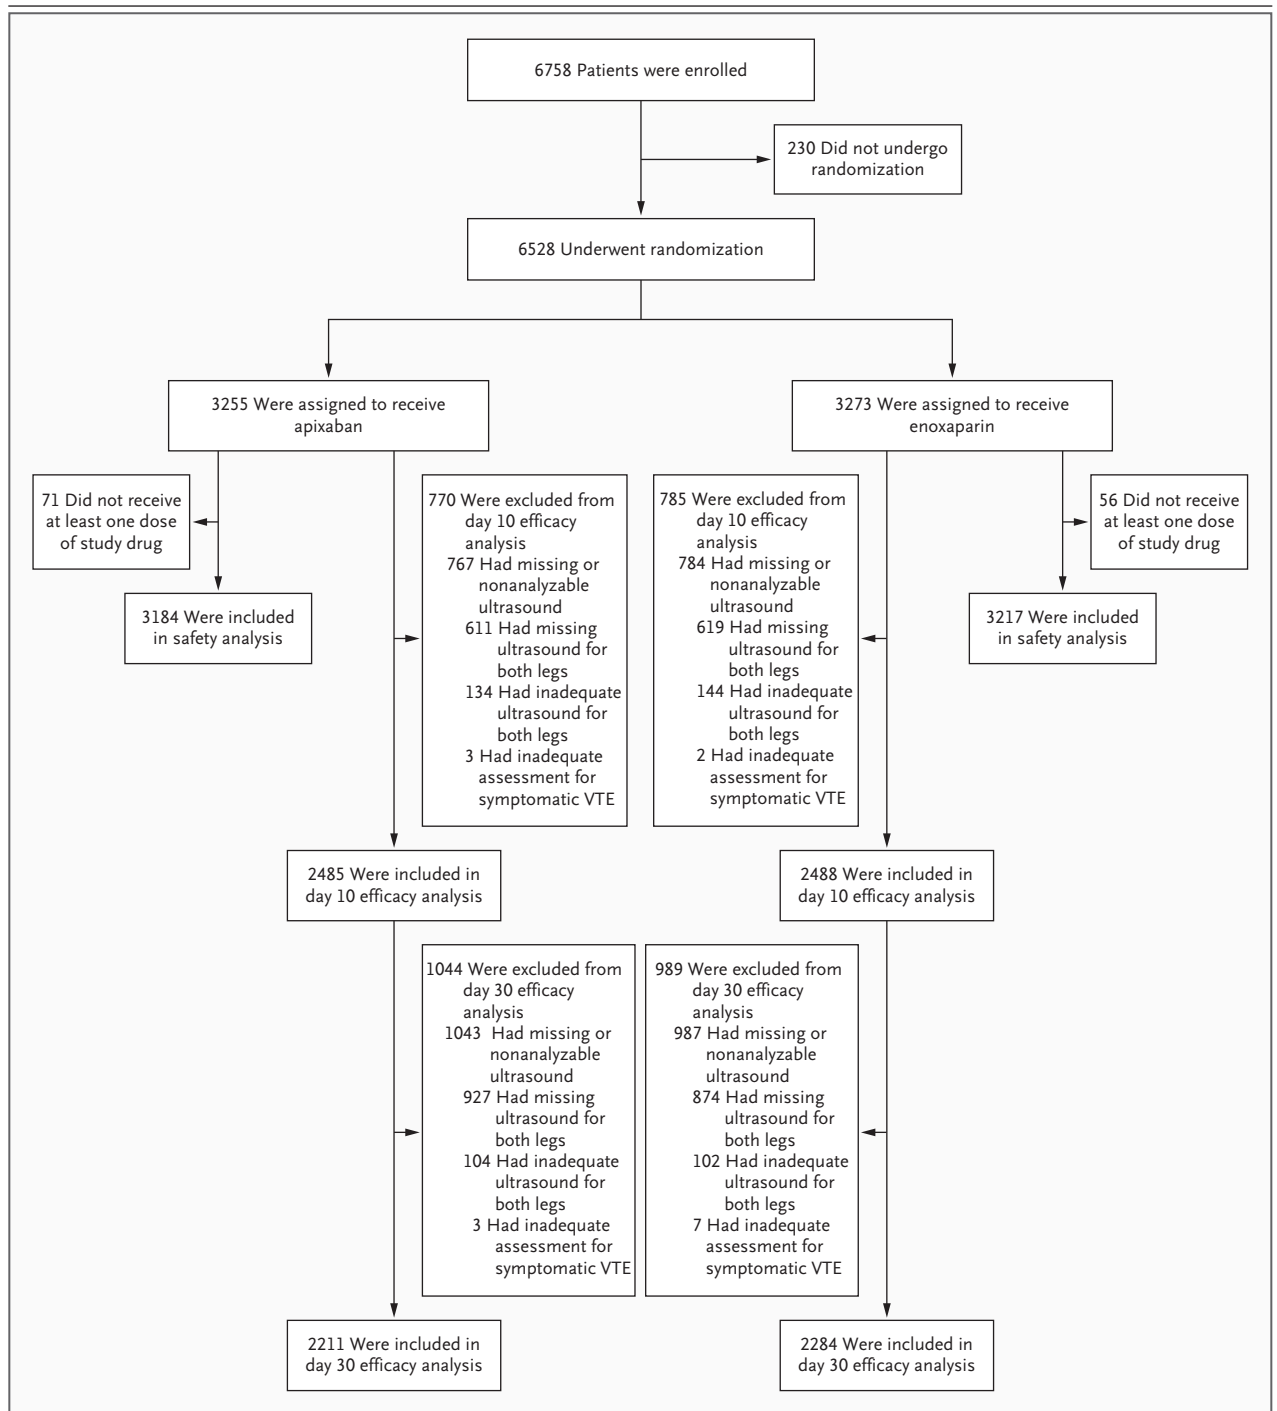 6758 Patients were enrolled
230 Did not undergo
randomization
6528 Underwent randomization
3255 Were assigned to receive
apixaban
3273 Were assigned to receive
enoxaparin
71 Did not receive
at least one dose
of study drug
3184 Were included
in safety analysis
770 Were excluded from
day 10 efficacy
analysis
767 Had missing or
nonanalyzable
ultrasound
611 Had missing
ultrasound for
both legs
134 Had inadequate
ultrasound for
both legs
3 Had inadequate
assessment for
symptomatic VTE
785 Were excluded from
day 10 efficacy
analysis
784 Had missing or
nonanalyzable
ultrasound
619 Had missing
ultrasound for
both legs
144 Had inadequate
ultrasound for
both legs
2 Had inadequate
assessment for
symptomatic VTE
56 Did not receive
at least one dose
of study drug
3217 Were included
in safety analysis
2485 Were included in
day 10 efficacy analysis
2488 Were included in
day 10 efficacy analysis
1044 Were excluded from
day 30 efficacy
analysis
1043 Had missing or
nonanalyzable
ultrasound
927 Had missing
ultrasound for
both legs
104 Had inadequate
ultrasound for
both legs
3 Had inadequate
assessment for
symptomatic VTE
989 Were excluded from
day 30 efficacy
analysis
987 Had missing or
nonanalyzable
ultrasound
874 Had missing
ultrasound for
both legs
102 Had inadequate
ultrasound for
both legs
7 Had inadequate
assessment for
symptomatic VTE
2211 Were included in
day 30 efficacy analysis
2284 Were included in
day 30 efficacy analysis